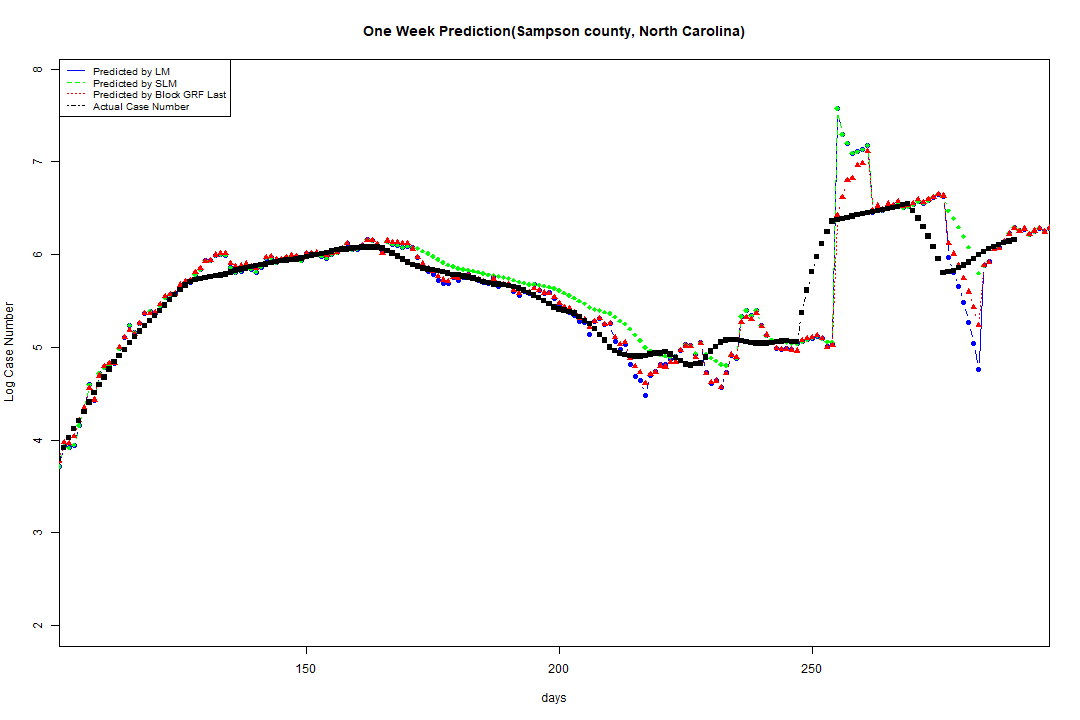 One Week Prediction(Sampson county, North Carolina)
Predicted by LM
Predicted by SLM
Predicted by Block GRF Last
Actual Case Number
8
7
6
5
4
3
2
Log Case Number
150 200 250
days